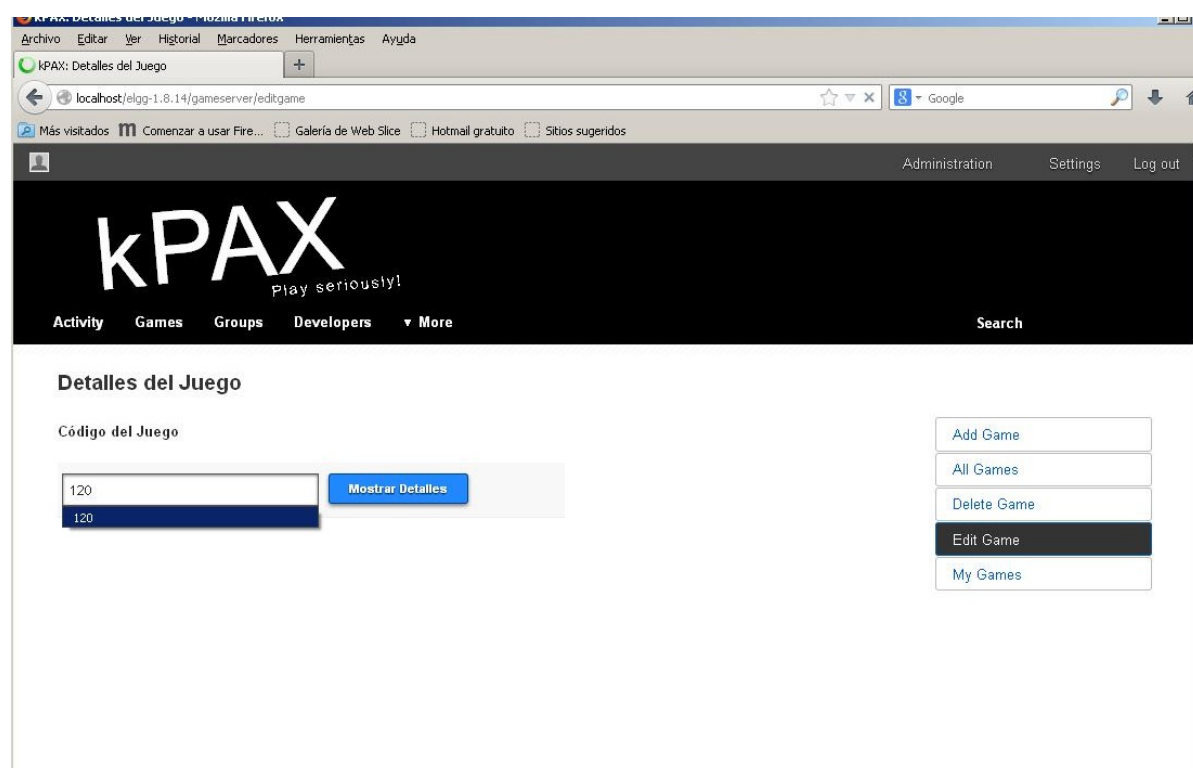 kPAX: Detalles del Juego - Mozilla Firefox
Archivo Editar Ver Historial Marcadores Herramientas Ayuda
kPAX: Detalles del Juego +
localhost/elgg-1.8.14/gameserver/editgame
8 Google
Más visitados m Comenzar a usar Fire... Galería de Web Slice Hotmail gratuito Sitios sugeridos
Administration Settings Log out
kPAX
Play seriously!
Activity Games Groups Developers ▼ More Search
Detalles del Juego
Código del Juego
120 Mostrar Detalles
120
Add Game
All Games
Delete Game
Edit Game
My Games